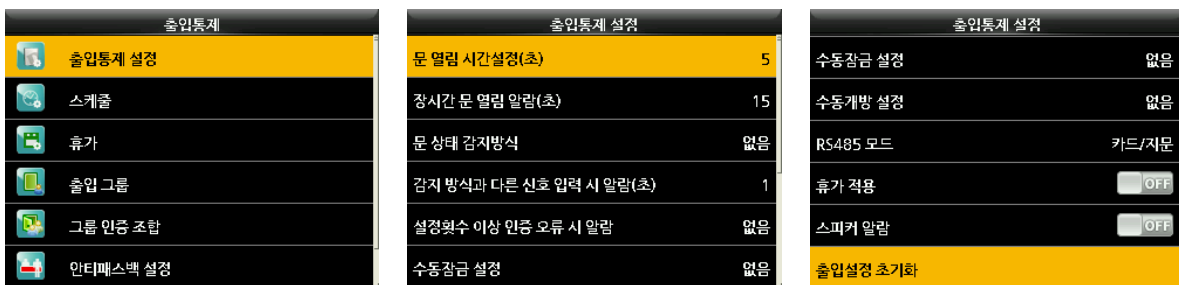 출입통제
출입통제 설정
스케줄
휴가
출입 그룹
그룹 인증 조합
안티패스백 설정
출입통제 설정
문 열림 시간설정(초) 5
장시간 문 열림 알람(초) 15
문 상태 감지방식 없음
감지 방식과 다른 신호 입력 시 알람(초) 1
설정횟수 이상 인증 오류 시 알람 없음
수동잠금 설정 없음
출입통제 설정
수동잠금 설정 없음
수동개방 설정 없음
RS485 모드 카드/지문
휴가 적용 OFF
스피커 알람 OFF
출입설정 초기화